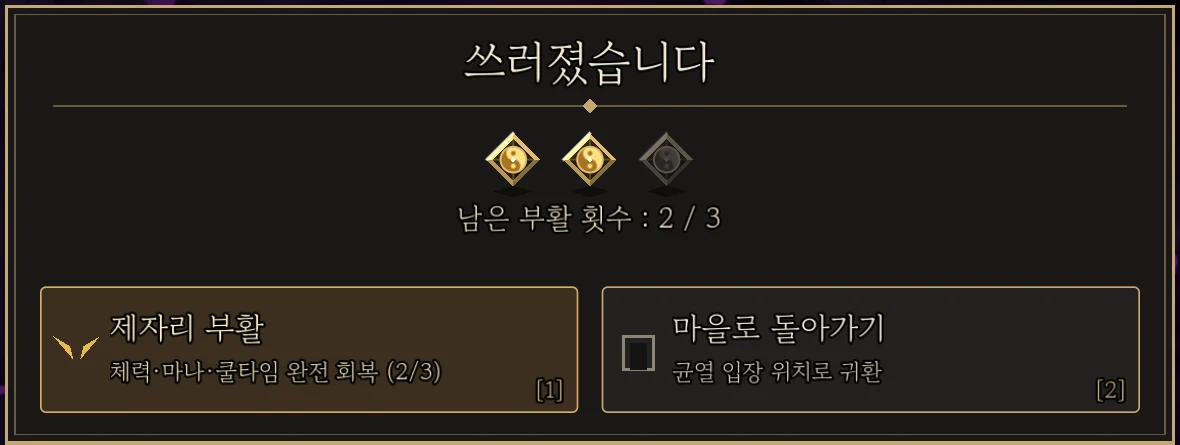 쓰러졌습니다
남은 부활 횟수 : 2 / 3
제자리 부활
체력·마나·쿨타임 완전 회복 (2/3)
[1]
마을로 돌아가기
균열 입장 위치로 귀환
[2]